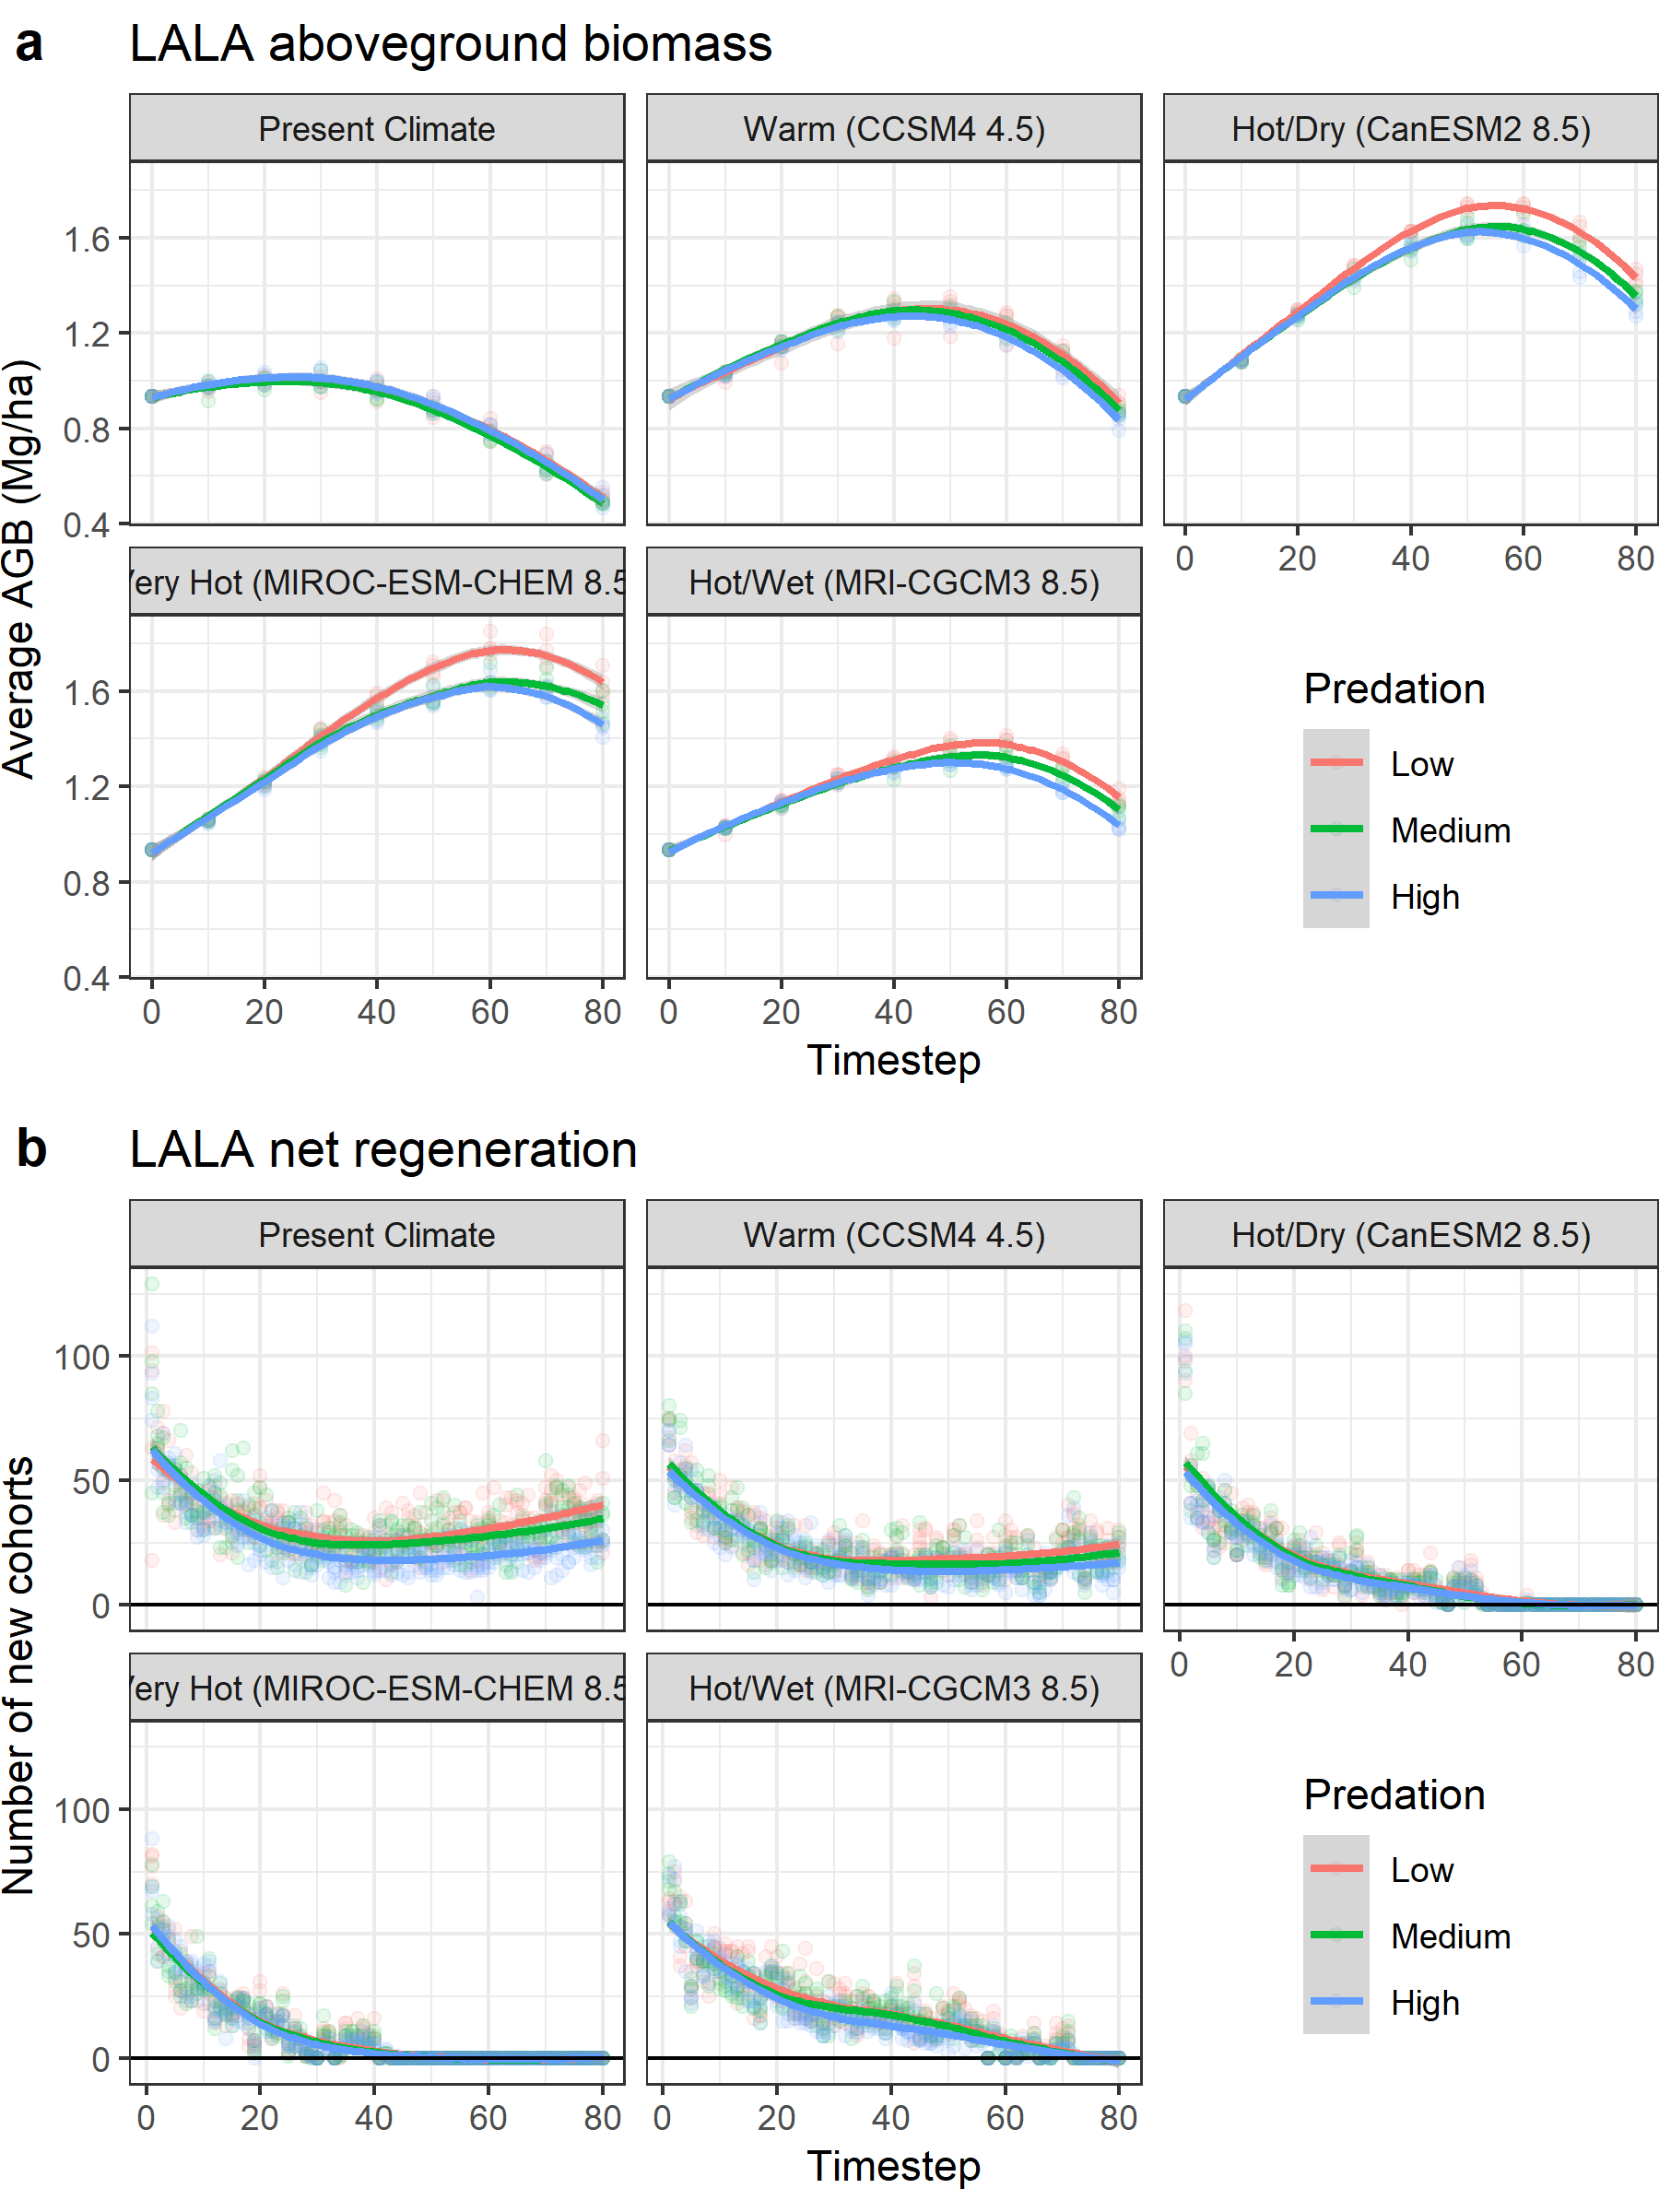 a LALA aboveground biomass
Present Climate
Warm (CCSM4 4.5)
Hot/Dry (CanESM2 8.5)
Average AGB (Mg/ha)
1.6
1.2
0.8
0.4
0 20 40 60 80
ery Hot (MIROC-ESM-CHEM 8.5
Hot/Wet (MRI-CGCM3 8.5)
1.6
1.2
0.8
0.4
0 20 40 60 80
0 20 40 60 80
Timestep
Predation
Low
Medium
High
b LALA net regeneration
Present Climate
Warm (CCSM4 4.5)
Hot/Dry (CanESM2 8.5)
Number of new cohorts
100
50
0
0 20 40 60 80
ery Hot (MIROC-ESM-CHEM 8.5
Hot/Wet (MRI-CGCM3 8.5)
100
50
0
0 20 40 60 80
0 20 40 60 80
Timestep
Predation
Low
Medium
High